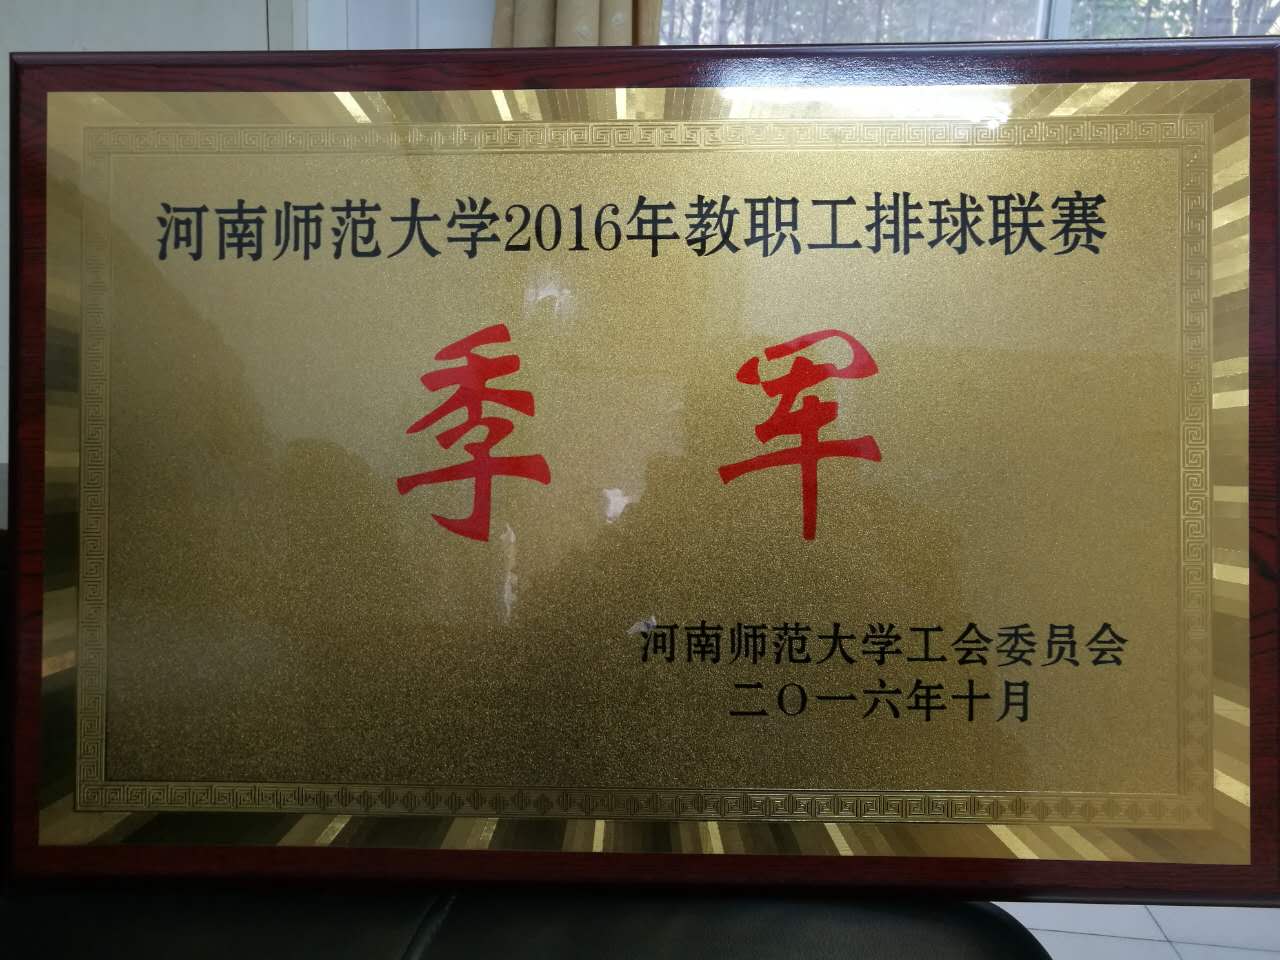 河南师范大学2016年教职工排球联赛
季军
河南师范大学工会委员会
二〇一六年十月